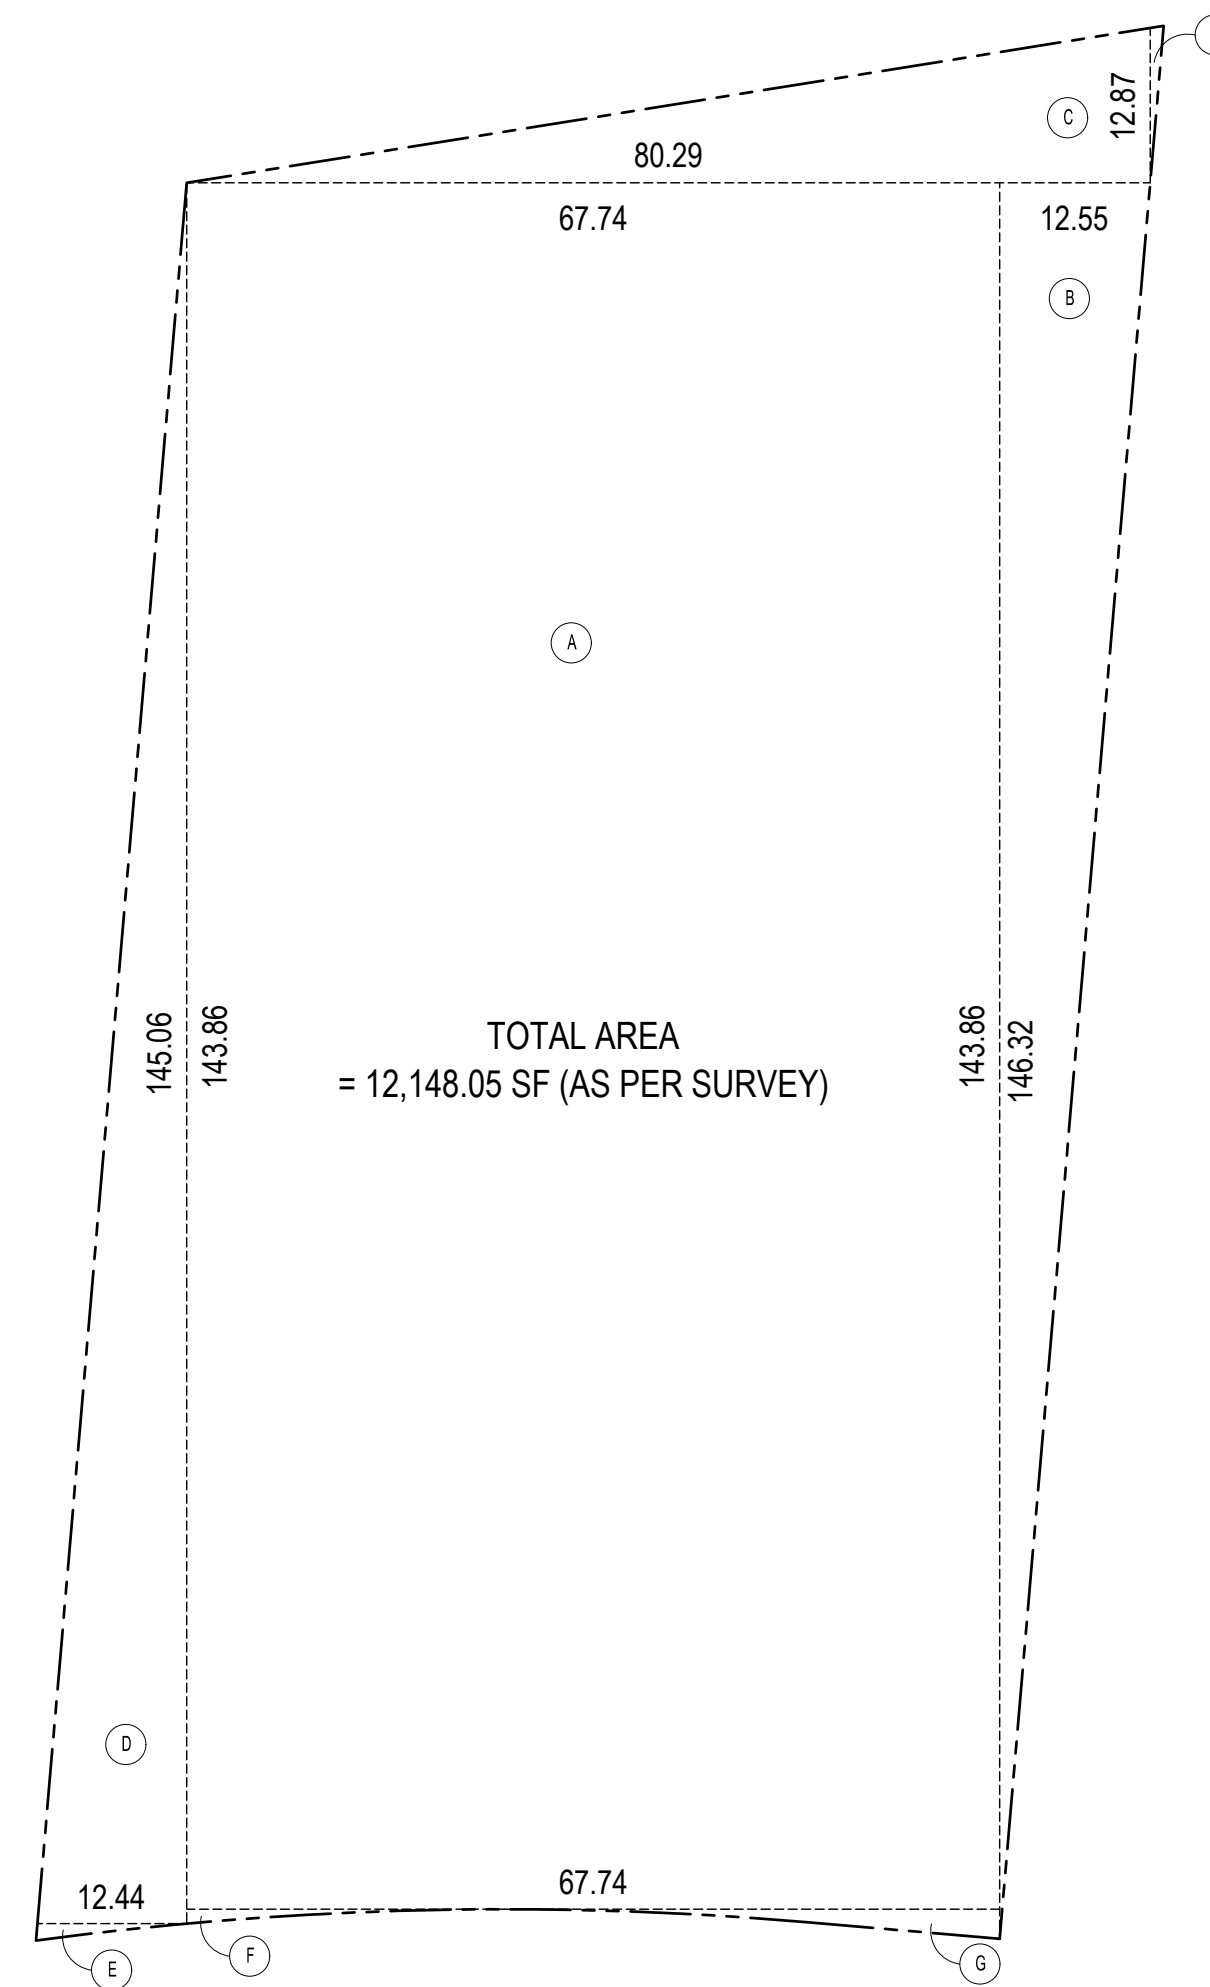 C
12.87
80.29
67.74
12.55
B
A
145.06
143.86
TOTAL AREA
= 12,148.05 SF (AS PER SURVEY)
143.86
146.32
D
12.44
67.74
E
F
G